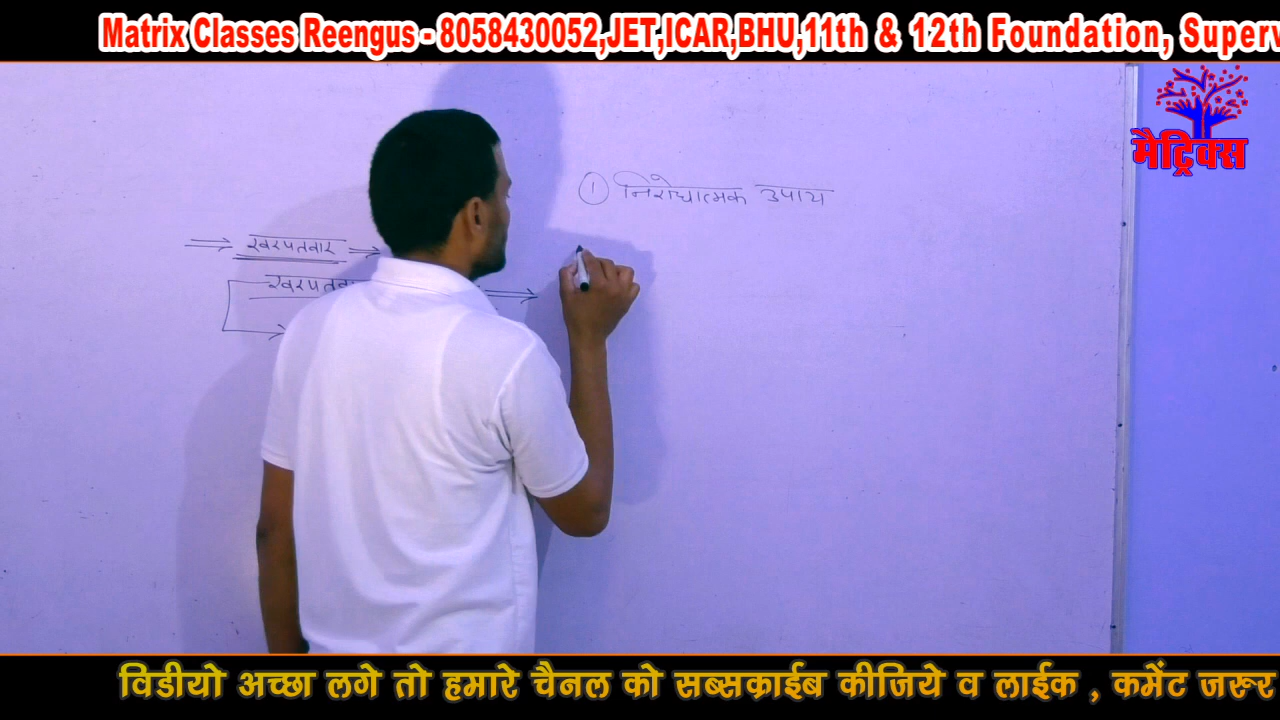 Matrix Classes Reengus - 8058430052,JET,ICAR,BHU,11th & 12th Foundation, Superv
मैट्रिक्स
① निरोधात्मक उपाय
⇒ खरपतवार ⇒
खरपतवा
विडीयो अच्छा लगे तो हमारे चैनल को सब्सक्राईब कीजिये व लाईक , कमेंट जरूर